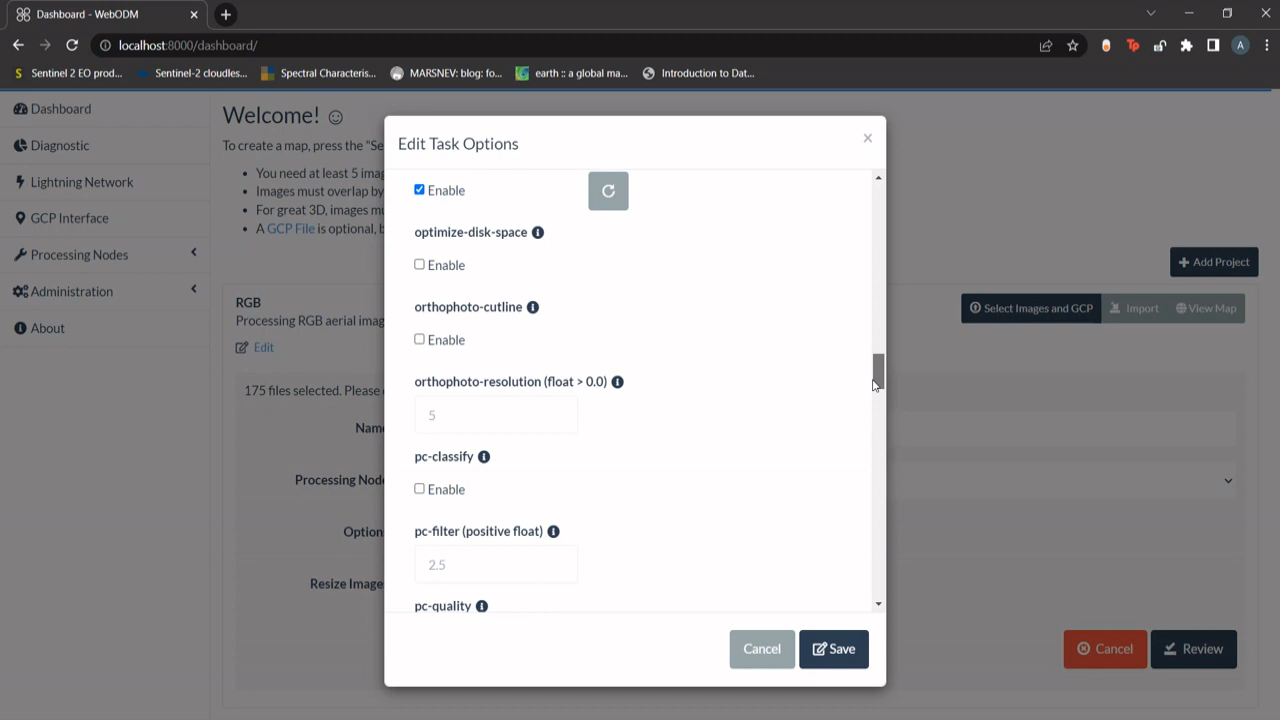 Dashboard - WebODM
localhost:8000/dashboard/
A
S Sentinel 2 EO prod... Sentinel-2 cloudles... Spectral Characteris... MARSNEV: blog: fo... earth :: a global ma... Introduction to Dat...
Dashboard
Diagnostic
Lightning Network
GCP Interface
Processing Nodes
Administration
About
Welcome!
To create a map, press the "Se
You need at least 5 imag
Images must overlap by
For great 3D, images mu
A GCP File is optional, b
Add Project
RGB
Processing RGB aerial imag
Edit
Select Images and GCP
Import
View Map
175 files selected. Please
Name
Processing Node
Option
Resize Image
Cancel
Review
Edit Task Options
×
Enable
optimize-disk-space
Enable
orthophoto-cutline
Enable
orthophoto-resolution (float > 0.0)
5
pc-classify
Enable
pc-filter (positive float)
2.5
pc-quality
Cancel
Save